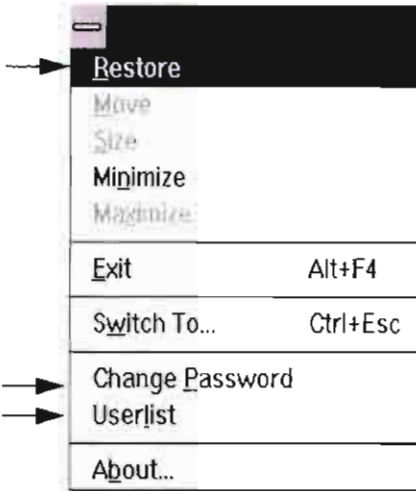 Restore
Move
Size
Minimize
Maximize
Exit Alt+F4
Switch To... Ctrl+Esc
Change Password
Userlist
About...